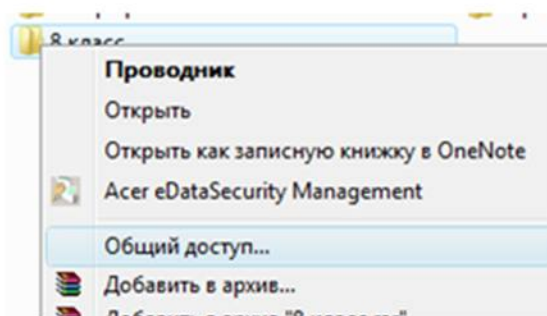 8 класс
Проводник
Открыть
Открыть как записную книжку в OneNote
Acer eDataSecurity Management
Общий доступ...
Добавить в архив...